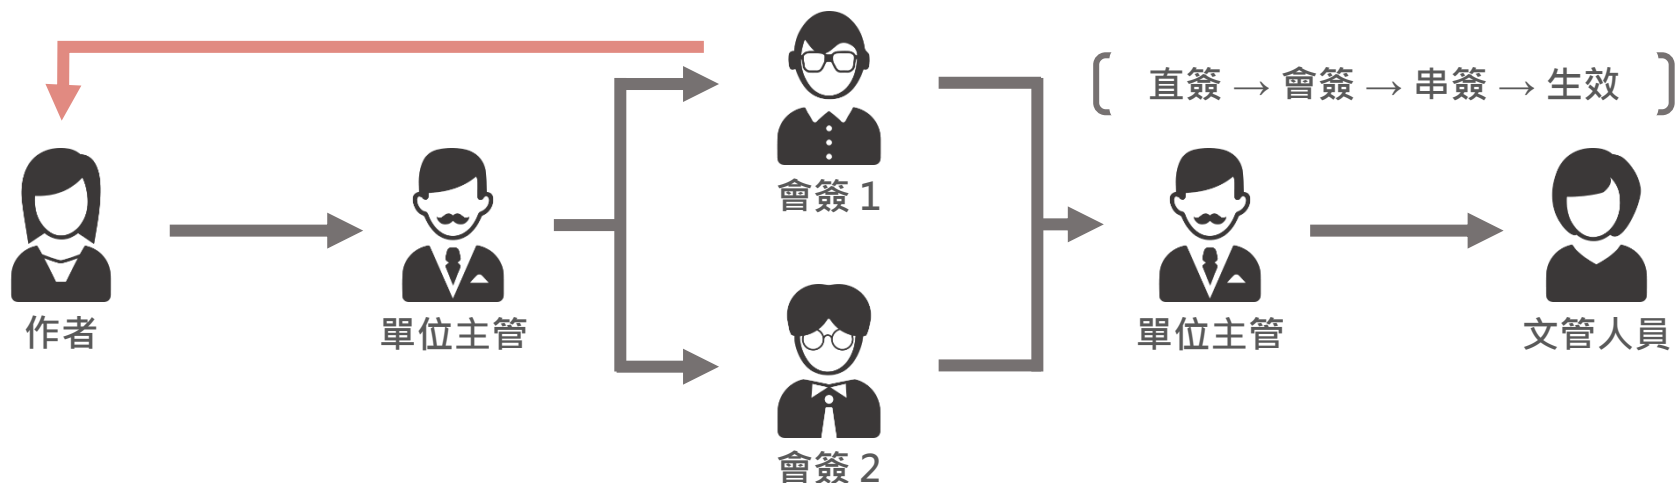 直簽 → 會簽 → 串簽 → 生效
會簽 1
作者
單位主管
單位主管
文管人員
會簽 2